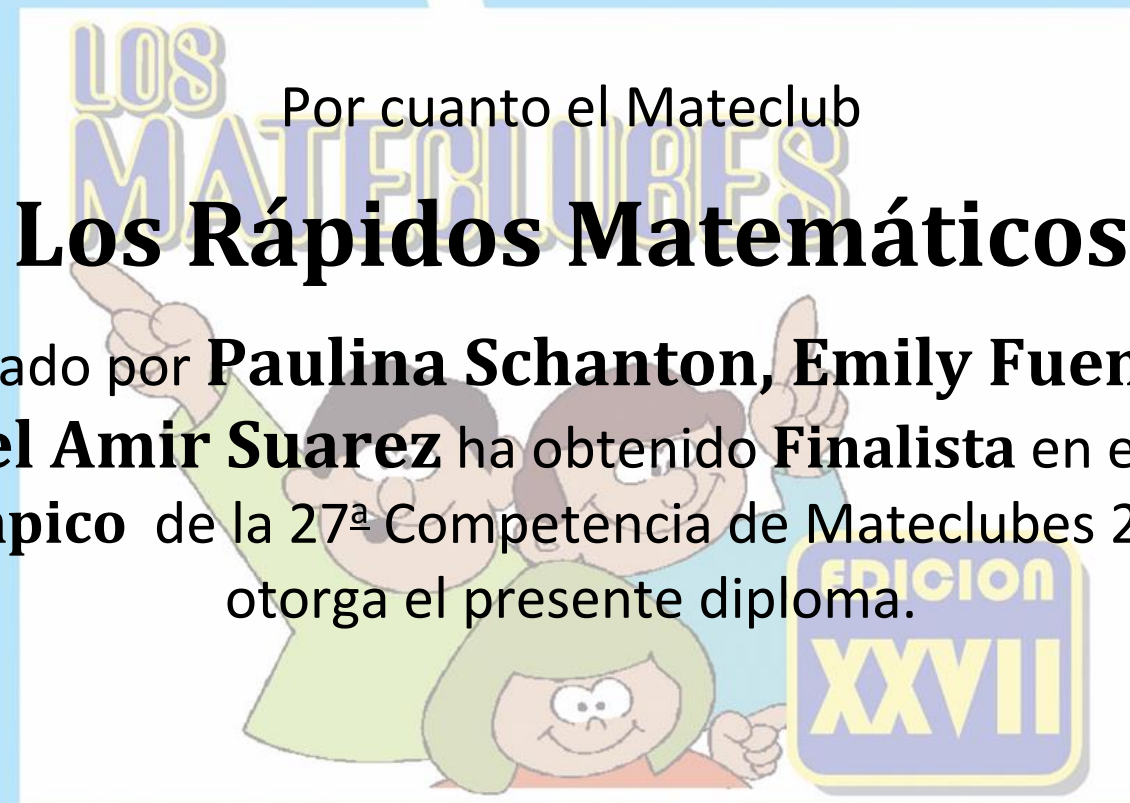 LOS
MATECLUBES
Por cuanto el Mateclub
Los Rápidos Matemáticos
ado por Paulina Schanton, Emily Fuen
el Amir Suarez ha obtenido Finalista en e
pico de la 27ª Competencia de Mateclubes 2
otorga el presente diploma.
EDICION
XXVII